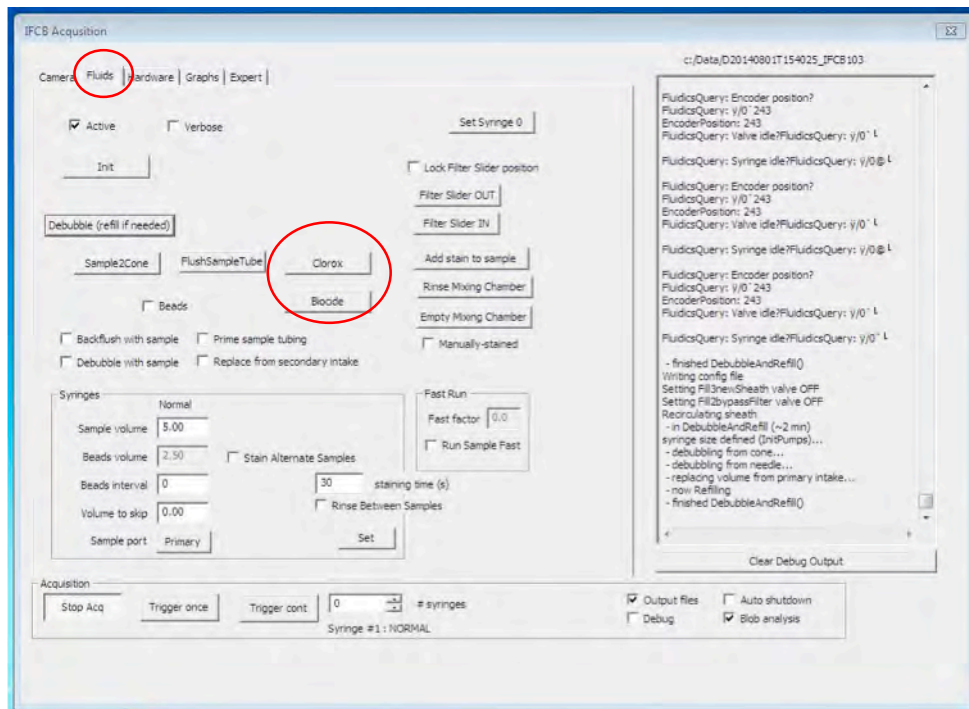 IFCB Acqusition
c:/Data/D20140801T154025_IFCB103
Camera Fluids Hardware Graphs Expert
Active Verbose
Set Syringe 0
Init
Lock Filter Slider position
Filter Slider OUT
Debubble (refill if needed)
Filter Slider IN
Sample2Cone FlushSampleTube Clorox
Add stain to sample
Biocide
Rinse Mixing Chamber
Beads
Empty Mixing Chamber
Backflush with sample Prime sample tubing
Manually-stained
Debubble with sample Replace from secondary intake
Syringes
Normal
Sample volume 5.00
Beads volume 2.50 Stain Alternate Samples
Beads interval 0 30 staining time (s)
Volume to skip 0.00 Rinse Between Samples
Sample port Primary Set
Fast Run
Fast factor 0.0
Run Sample Fast
FluidicsQuery: Encoder position?
FluidicsQuery: ÿ/0`243
EncoderPosition: 243
FluidicsQuery: Valve idle?FluidicsQuery: ÿ/0` └
FluidicsQuery: Syringe idle?FluidicsQuery: ÿ/0@ └
FluidicsQuery: Encoder position?
FluidicsQuery: ÿ/0`243
EncoderPosition: 243
FluidicsQuery: Valve idle?FluidicsQuery: ÿ/0` └
FluidicsQuery: Syringe idle?FluidicsQuery: ÿ/0@ └
FluidicsQuery: Encoder position?
FluidicsQuery: ÿ/0`243
EncoderPosition: 243
FluidicsQuery: Valve idle?FluidicsQuery: ÿ/0` └
FluidicsQuery: Syringe idle?FluidicsQuery: ÿ/0` └
- finished DebubbleAndRefill()
Writing config file
Setting Fill3newSheath valve OFF
Setting Fill2bypassFilter valve OFF
Recirculating sheath
- in DebubbleAndRefill (~2 min)
syringe size defined (InitPumps)...
- debubbling from cone...
- debubbling from needle...
- replacing volume from primary intake...
- now Refilling
- finished DebubbleAndRefill()
Clear Debug Output
Acquisition
Stop Acq Trigger once Trigger cont 0 # syringes
Syringe #1 : NORMAL
Output files Auto shutdown
Debug Blob analysis